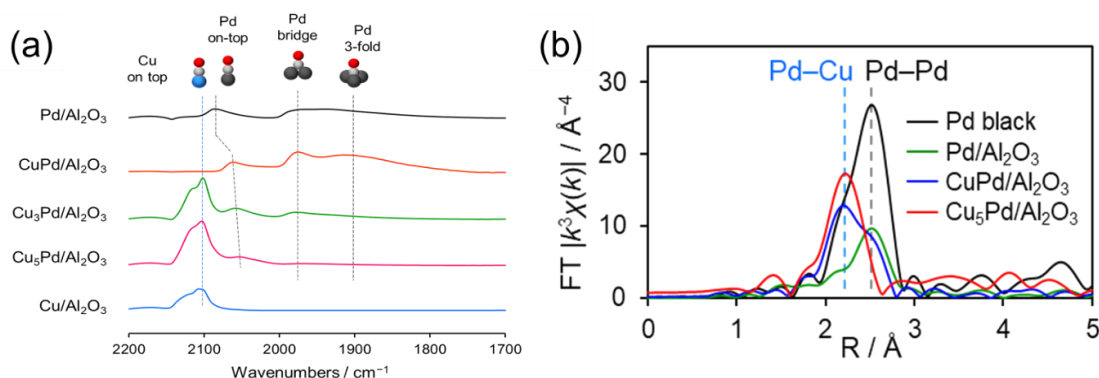 (a)
Cu
on top
Pd
on-top
Pd
bridge
Pd
3-fold
Pd/Al₂O₃
CuPd/Al₂O₃
Cu₃Pd/Al₂O₃
Cu₅Pd/Al₂O₃
Cu/Al₂O₃
2200 2100 2000 1900 1800 1700
Wavenumbers / cm⁻¹
(b)
Pd–Cu Pd–Pd
FT |k³χ(k)| / Å⁻⁴
30
20
10
0
Pd black
Pd/Al₂O₃
CuPd/Al₂O₃
Cu₅Pd/Al₂O₃
0 1 2 3 4 5
R / Å